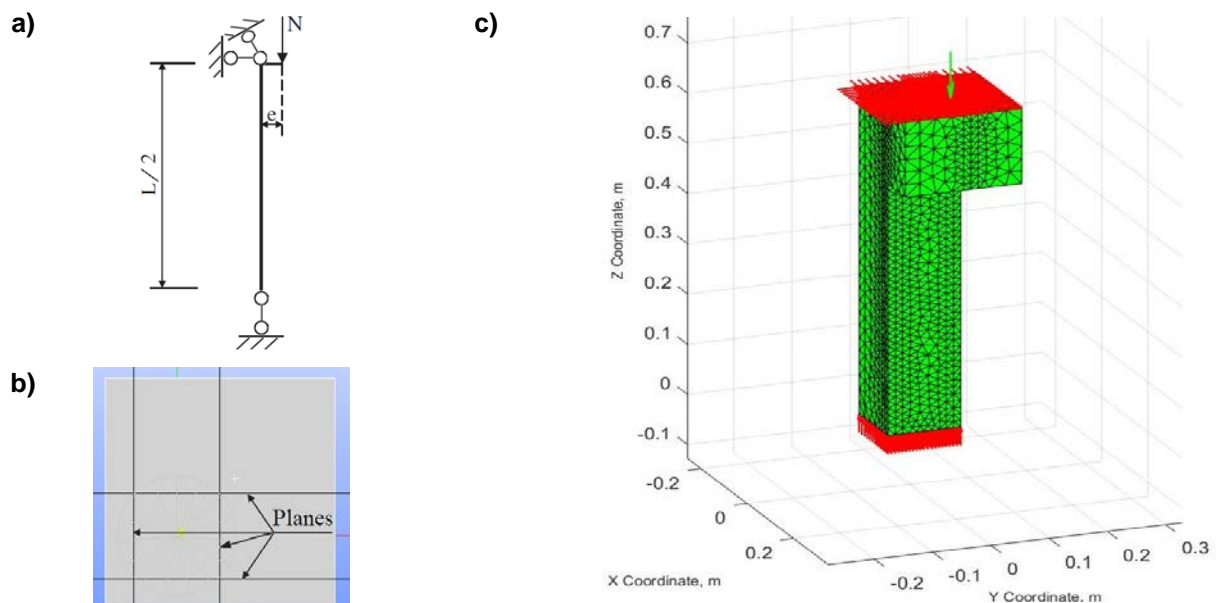 a)
N
e
L/2
b)
Planes
c)
0.7
0.6
0.5
0.4
0.3
0.2
0.1
0
-0.1
Z Coordinate, m
-0.2
0
0.2
X Coordinate, m
-0.2
-0.1
0
0.1
0.2
0.3
Y Coordinate, m